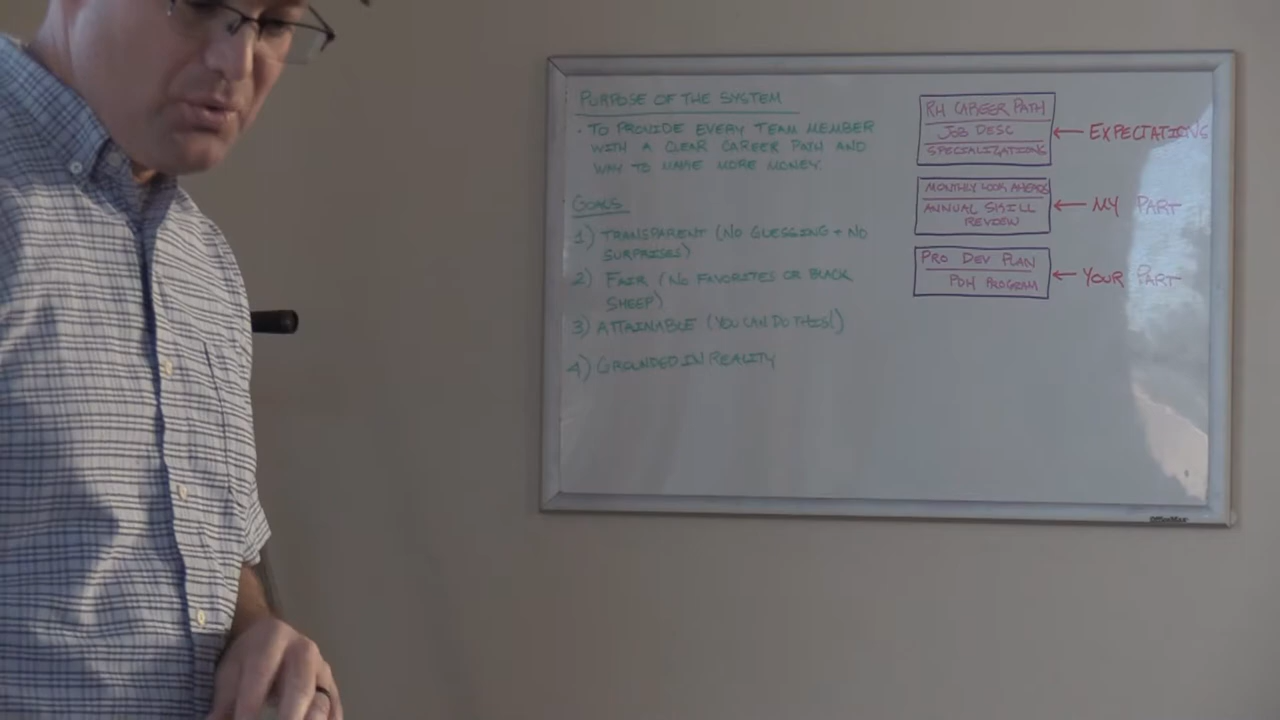 PURPOSE OF THE SYSTEM
• TO PROVIDE EVERY TEAM MEMBER
WITH A CLEAR CAREER PATH AND
WAY TO MAKE MORE MONEY.
GOALS
1) TRANSPARENT (NO GUESSING + NO
SURPRISES)
2) FAIR (NO FAVORITES OR BLACK
SHEEP)
3) ATTAINABLE (YOU CAN DO THIS!)
4) GROUNDED IN REALITY
RH CAREER PATH
JOB DESC
SPECIALIZATIONS
← EXPECTATIONS
MONTHLY LOOK AHEADS
ANNUAL SKILL
REVIEW
← MY PART
PRO DEV PLAN
PDH PROGRAM
← YOUR PART
OfficeMax